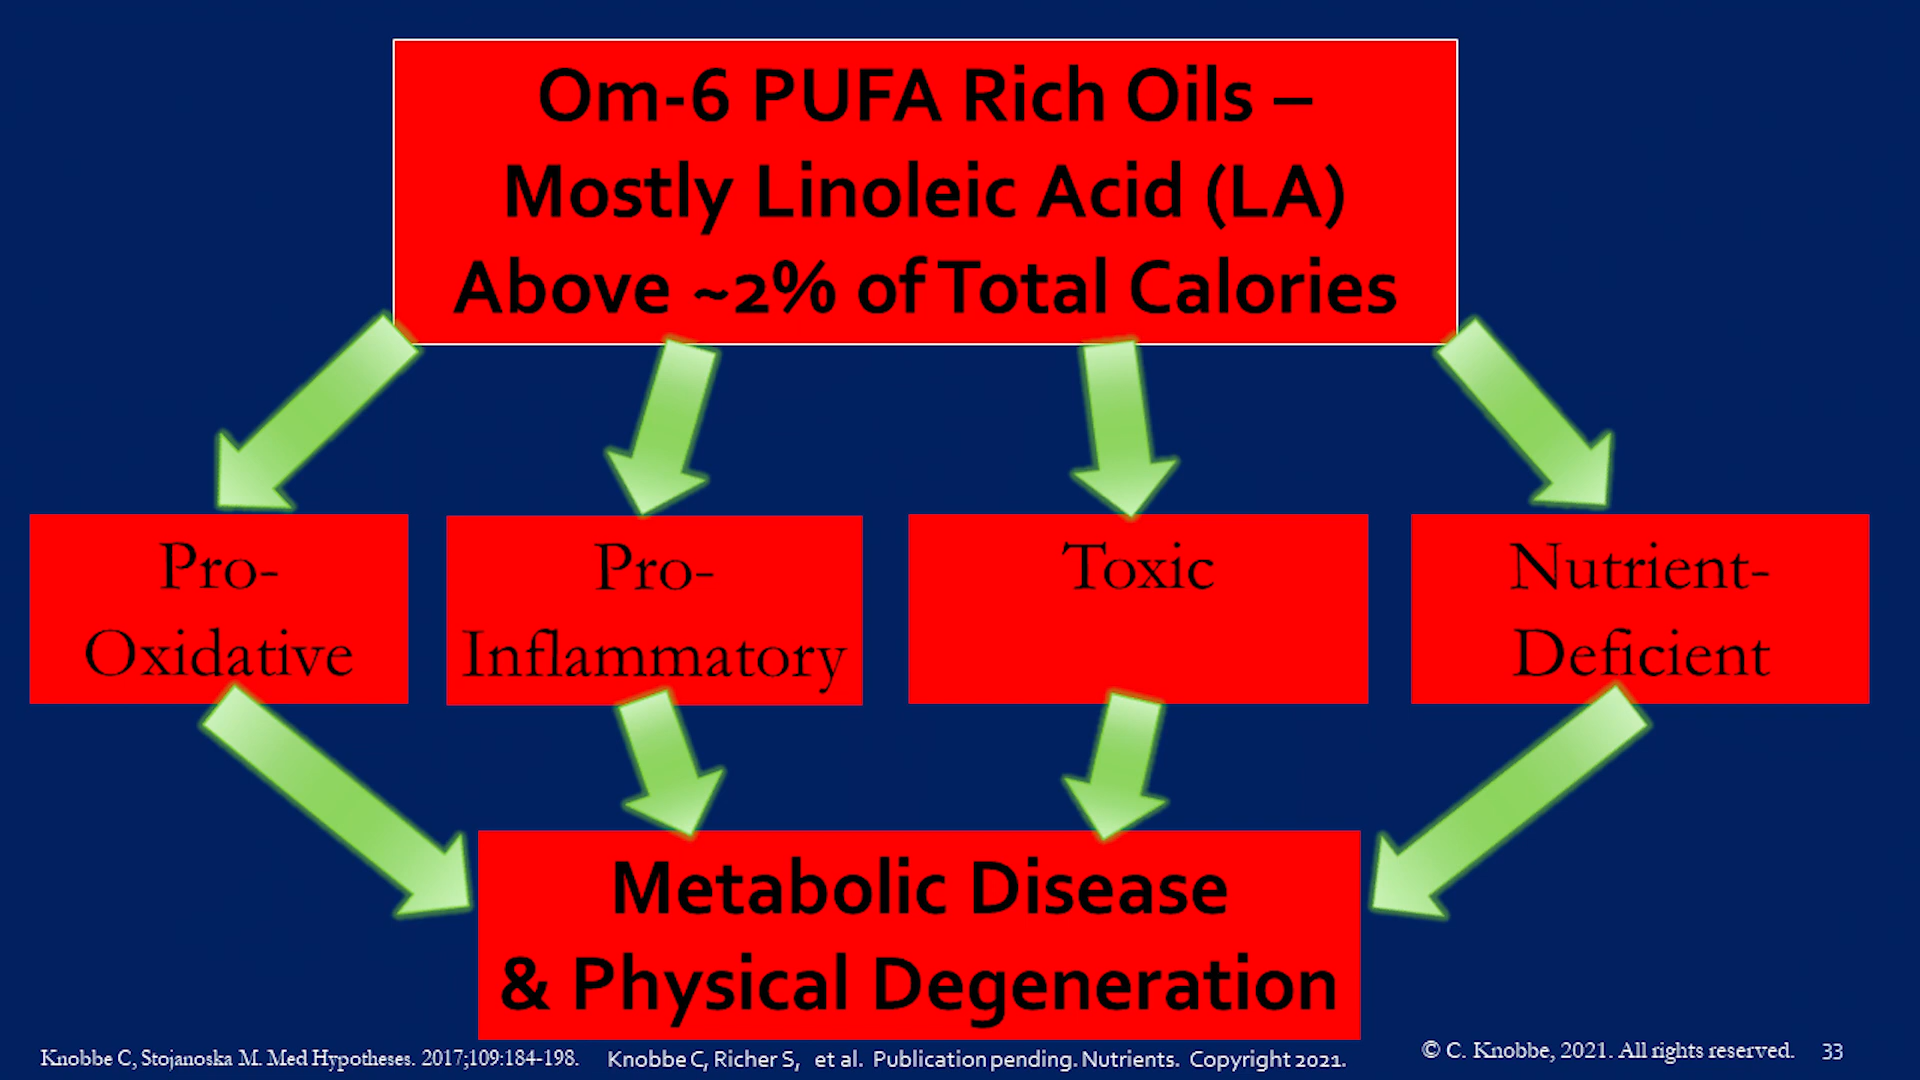 Om-6 PUFA Rich Oils –
Mostly Linoleic Acid (LA)
Above ~2% of Total Calories
Pro-
Oxidative
Pro-
Inflammatory
Toxic
Nutrient-
Deficient
Metabolic Disease
& Physical Degeneration
Knobbe C, Stojanoska M. Med Hypotheses. 2017;109:184-198.
Knobbe C, Richer S, et al. Publication pending. Nutrients. Copyright 2021.
© C. Knobbe, 2021. All rights reserved. 33